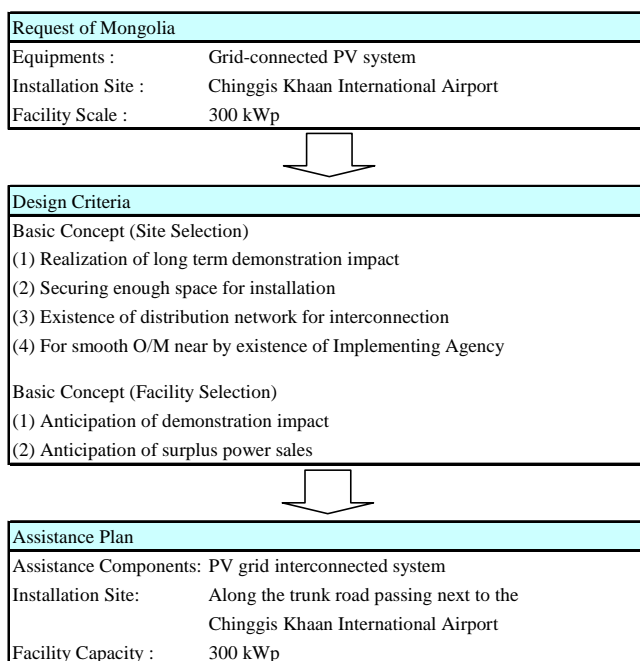 Request of Mongolia
Equipments : Grid-connected PV system
Installation Site : Chinggis Khaan International Airport
Facility Scale : 300 kWp
Design Criteria
Basic Concept (Site Selection)
(1) Realization of long term demonstration impact
(2) Securing enough space for installation
(3) Existence of distribution network for interconnection
(4) For smooth O/M near by existence of Implementing Agency
Basic Concept (Facility Selection)
(1) Anticipation of demonstration impact
(2) Anticipation of surplus power sales
Assistance Plan
Assistance Components: PV grid interconnected system
Installation Site: Along the trunk road passing next to the
Chinggis Khaan International Airport
Facility Capacity : 300 kWp